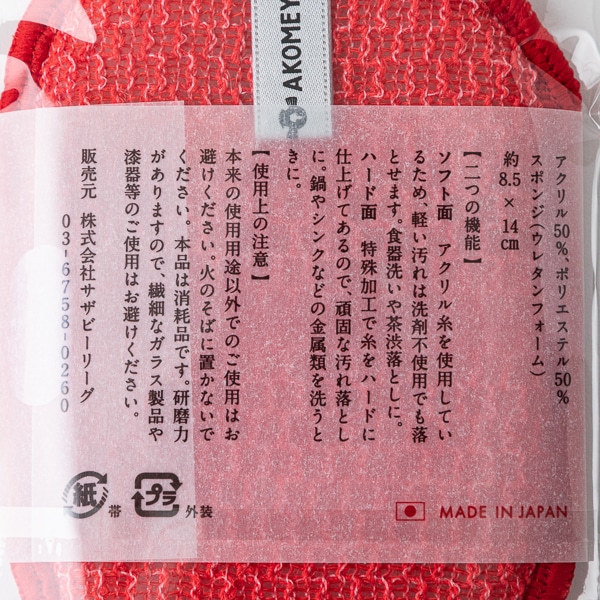 AKOMEY
アクリル50%、ポリエステル50%
スポンジ(ウレタンフォーム)
約8.5×14cm
【二つの機能】
ソフト面　アクリル糸を使用してい
るため、軽い汚れは洗剤不使用でも落
とせます。食器洗いや茶渋落としに。
ハード面　特殊加工で糸をハードに
仕上げてあるので、頑固な汚れ落とし
に。鍋やシンクなどの金属類を洗うと
きに。
【使用上の注意】
本来の使用用途以外でのご使用はお
避けください。火のそばに置かないで
ください。本品は消耗品です。研磨力
がありますので、繊細なガラス製品や
漆器等のご使用はお避けください。
販売元　株式会社サザビーリーグ
03-6758-0260
紙 帯
プラ 外装
MADE IN JAPAN